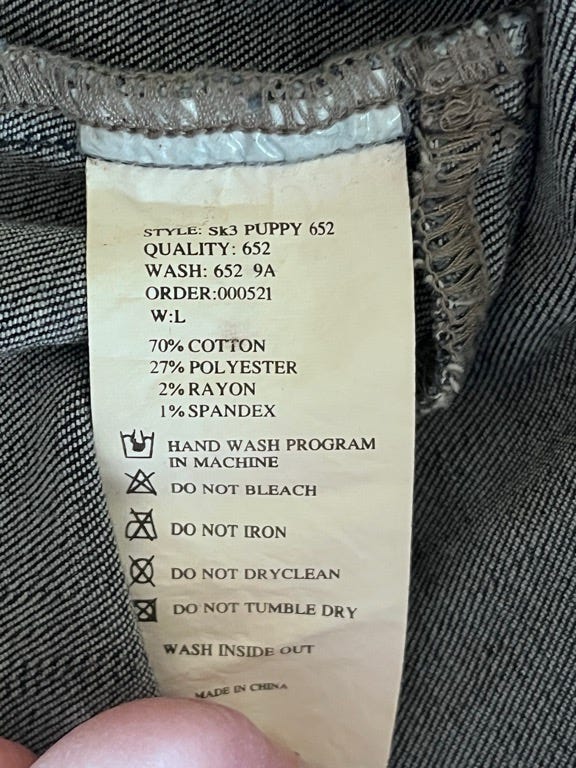 STYLE: Sk3 PUPPY 652
QUALITY: 652
WASH: 652 9A
ORDER:000521
W:L
70% COTTON
27% POLYESTER
2% RAYON
1% SPANDEX
HAND WASH PROGRAM
IN MACHINE
DO NOT BLEACH
DO NOT IRON
DO NOT DRYCLEAN
DO NOT TUMBLE DRY
WASH INSIDE OUT
MADE IN CHINA